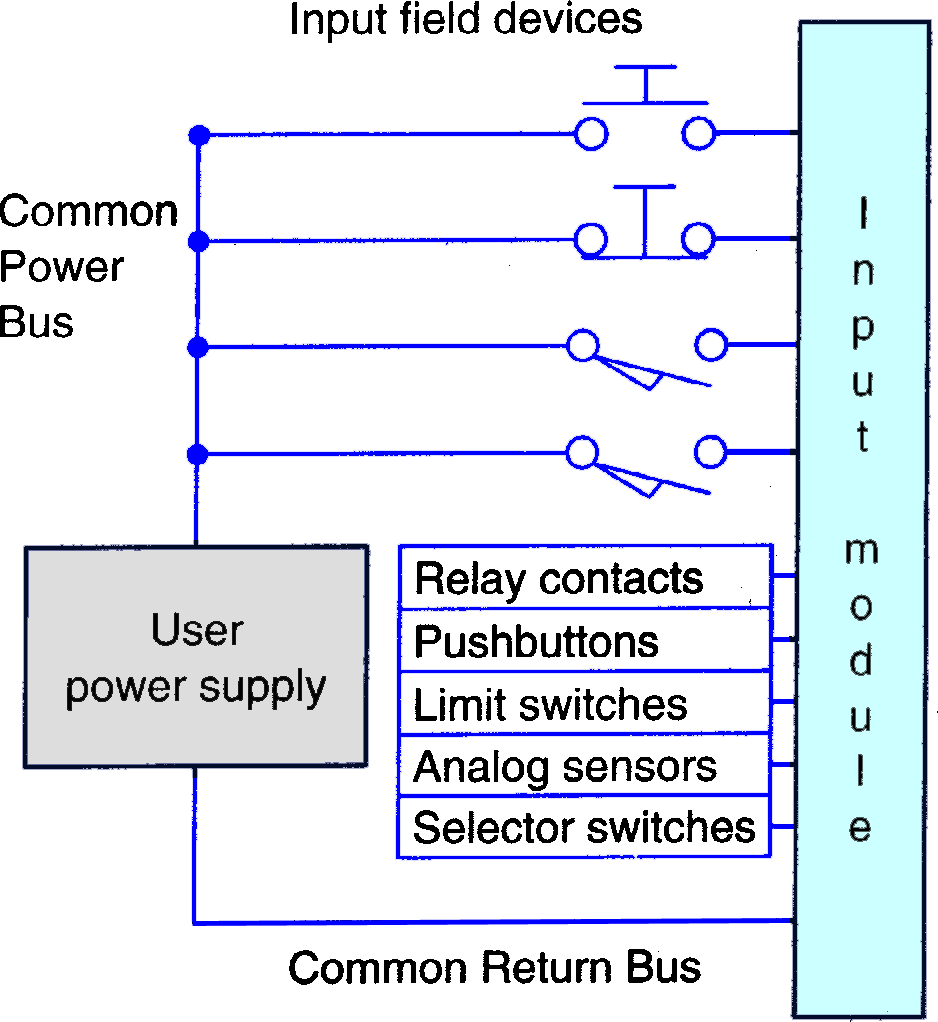 Input field devices
Common
Power
Bus
Input module
User
power supply
Relay contacts
Pushbuttons
Limit switches
Analog sensors
Selector switches
Common Return Bus